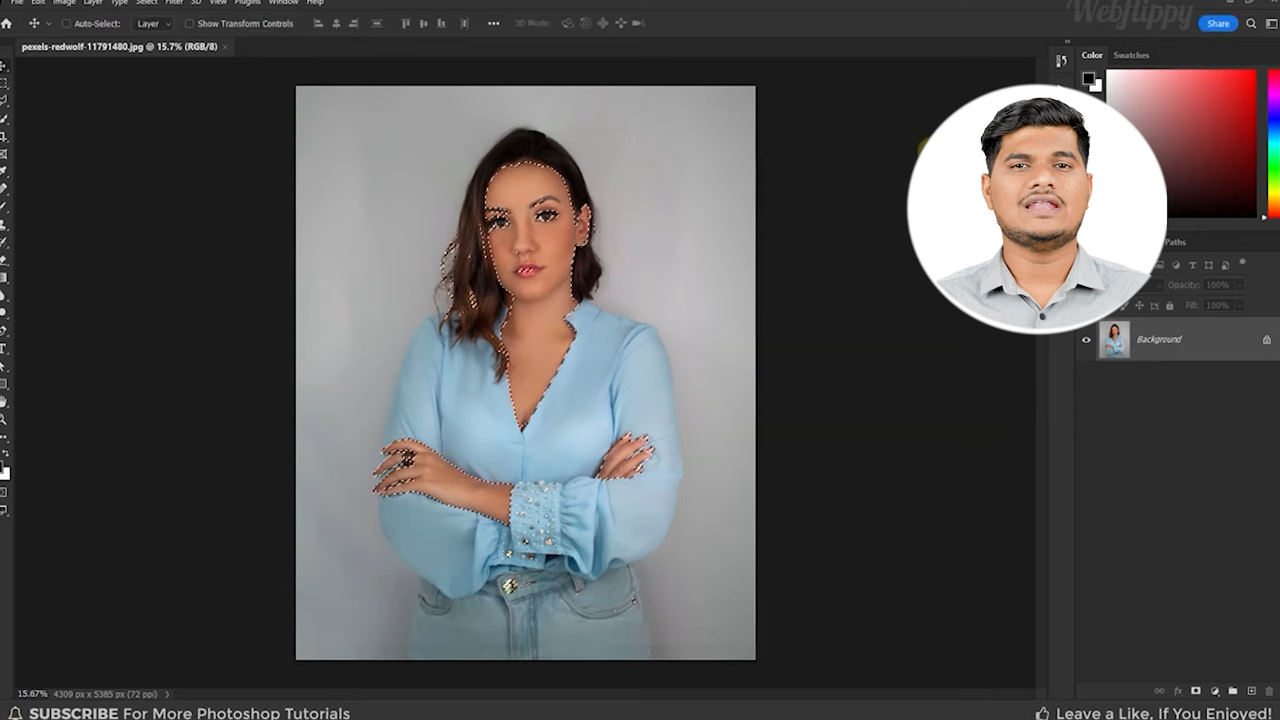 File Edit Image Layer Type Select Filter 3D View Plugins Window Help
Webflippy
Auto-Select: Layer Show Transform Controls 3D Mode: Share
pexels-redwolf-11791480.jpg @ 15.7% (RGB/8) ×
Color Swatches
Paths
Opacity: 100%
Fill: 100%
Background
15.67% 4309 px x 5385 px (72 ppi)
SUBSCRIBE For More Photoshop Tutorials
Leave a Like, If You Enjoyed!